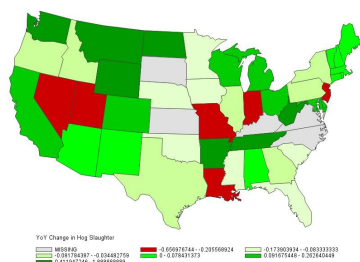 YoY Change in Hog Slaughter
MISSING -0.656976744 - -0.205568924 -0.173903934 - -0.083333333
-0.081784387 - -0.034482759 0 - 0.078431373 0.091675448 - 0.262640449